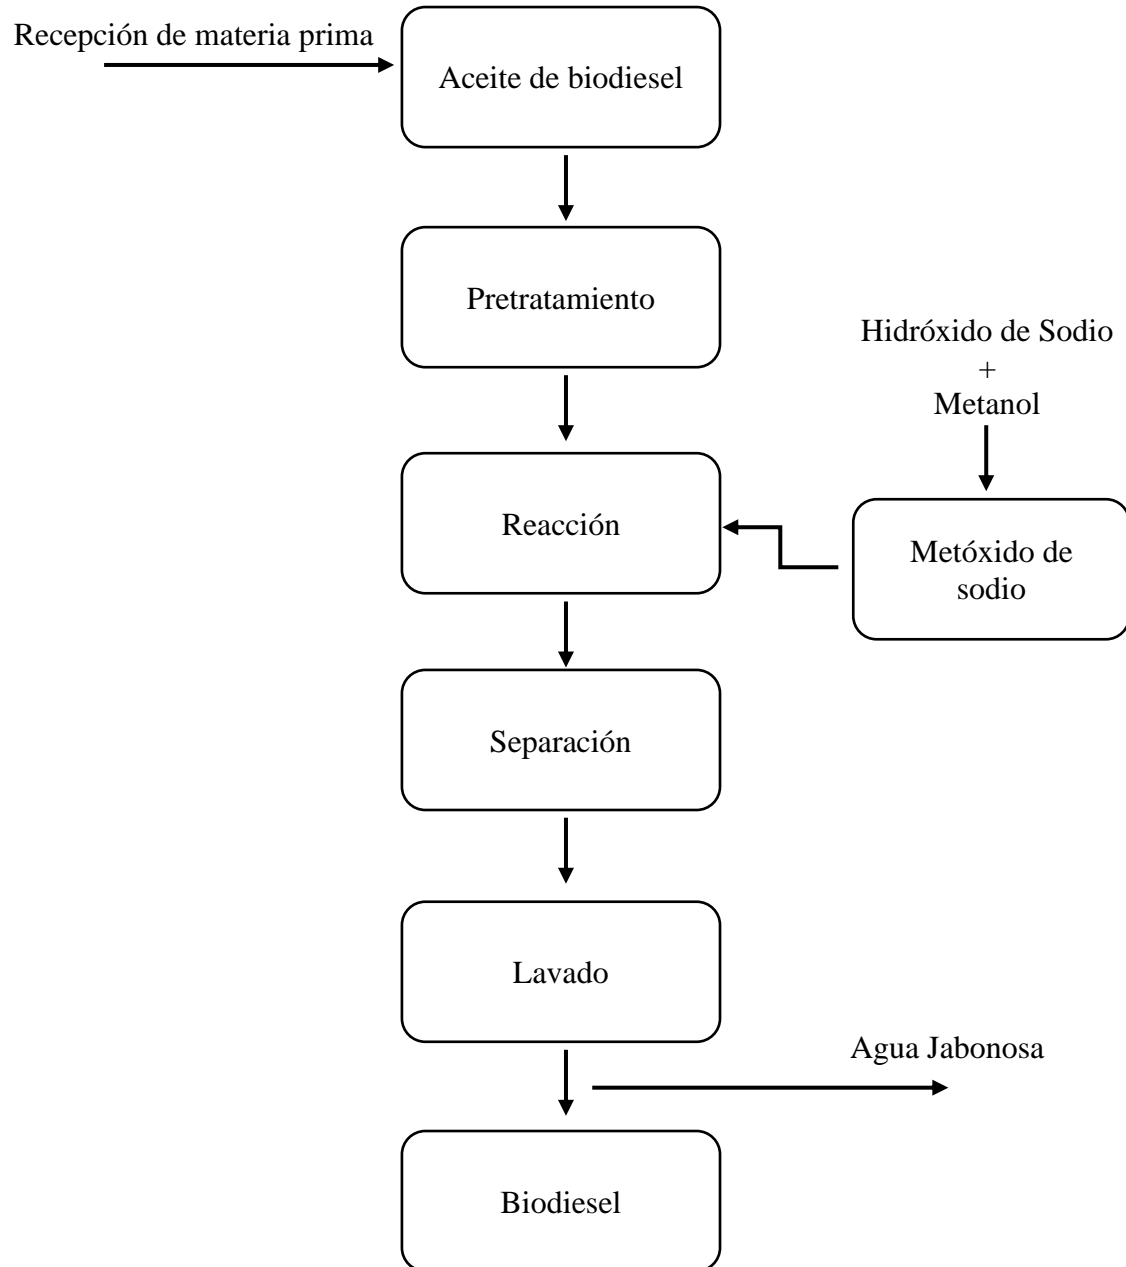 Recepción de materia prima
Aceite de biodiesel
Pretratamiento
Hidróxido de Sodio
+
Metanol
Reacción
Metóxido de
sodio
Separación
Lavado
Agua Jabonosa
Biodiesel